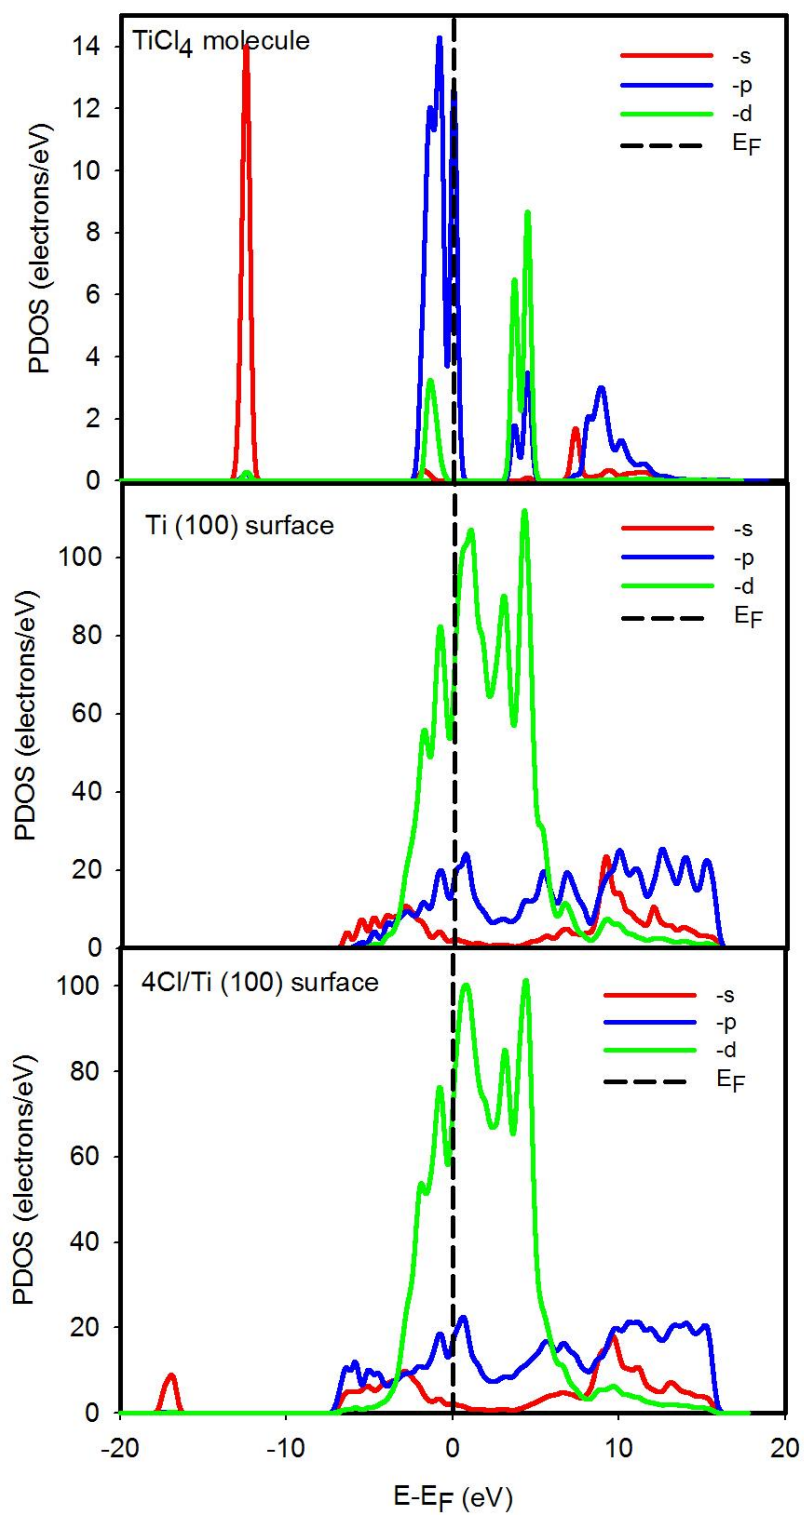 TiCl4 molecule
-s
-p
-d
EF
PDOS (electrons/eV)
14
12
10
8
6
4
2
0
Ti (100) surface
-s
-p
-d
EF
PDOS (electrons/eV)
100
80
60
40
20
0
4Cl/Ti (100) surface
-s
-p
-d
EF
PDOS (electrons/eV)
100
80
60
40
20
0
-20 -10 0 10 20
E-EF (eV)